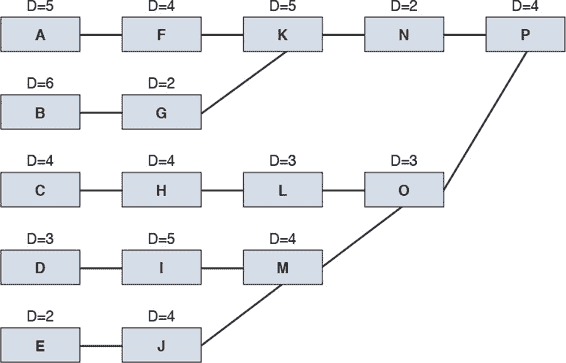 D=5 D=4 D=5 D=2 D=4
A F K N P
D=6 D=2
B G
D=4 D=4 D=3 D=3
C H L O
D=3 D=5 D=4
D I M
D=2 D=4
E J